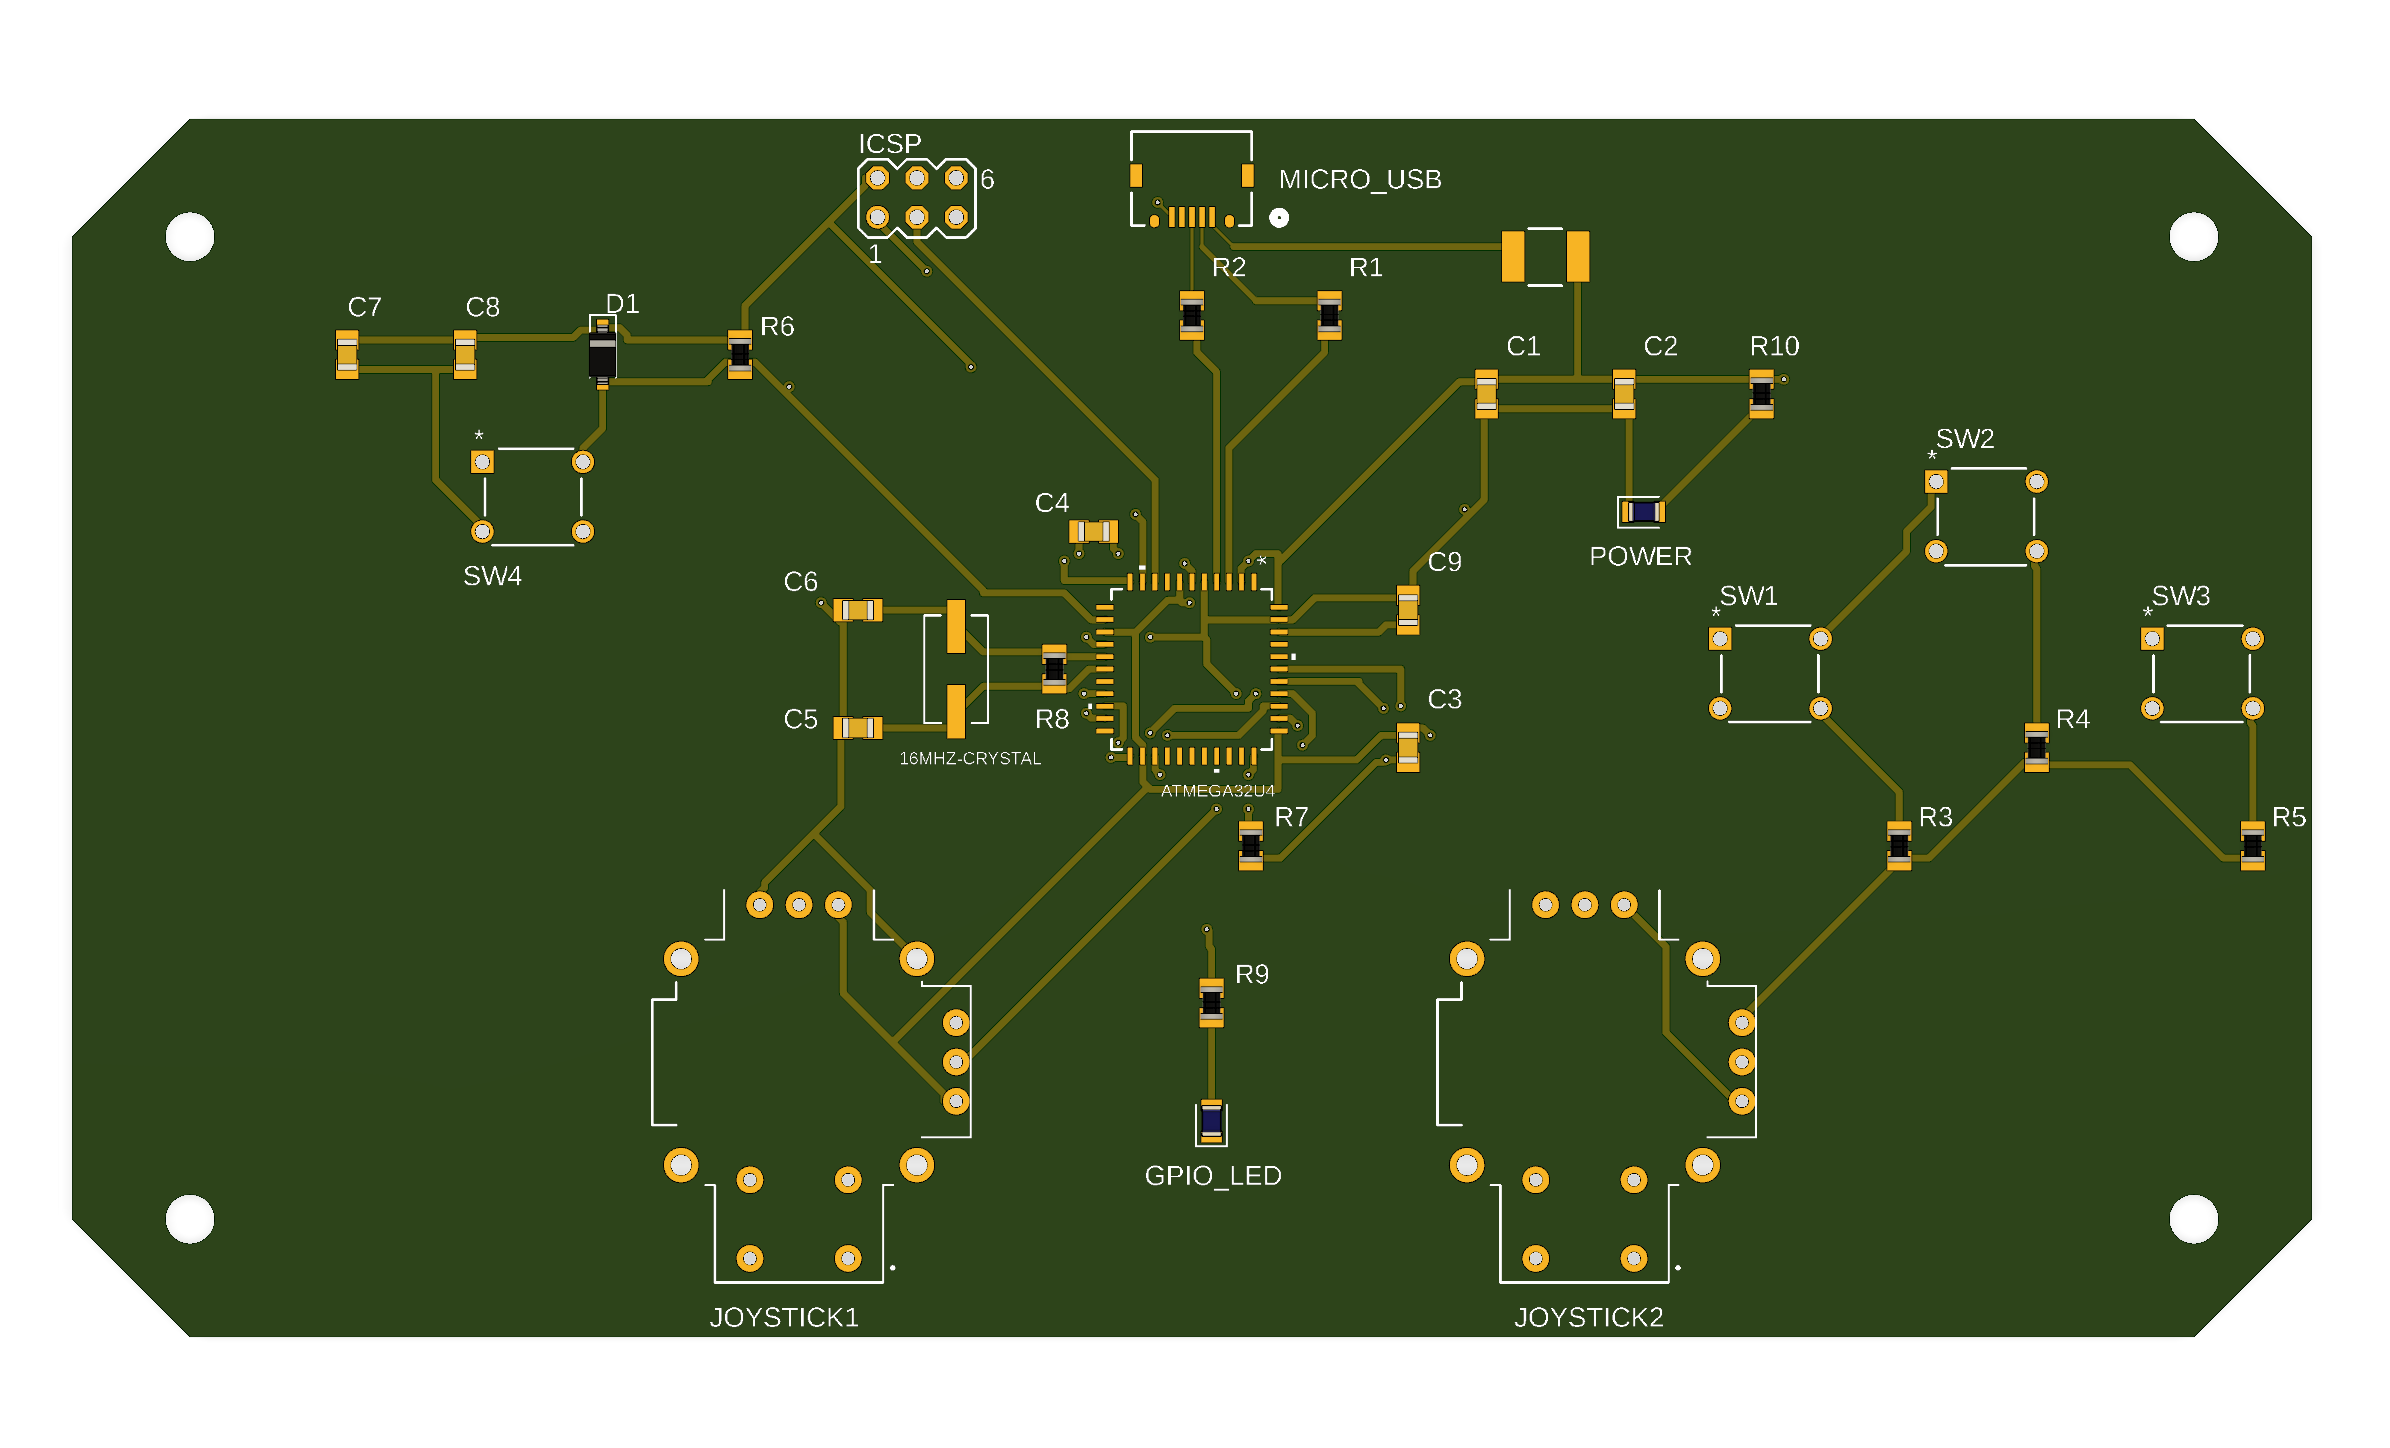 ICSP
6
1
MICRO_USB
R2
R1
C7
C8
D1
R6
C1
C2
R10
*
SW4
C4
*
C9
POWER
SW2
*
C6
SW1
*
SW3
*
C5
R8
C3
R4
16MHZ-CRYSTAL
ATMEGA32U4
R7
R3
R5
R9
GPIO_LED
JOYSTICK1
JOYSTICK2